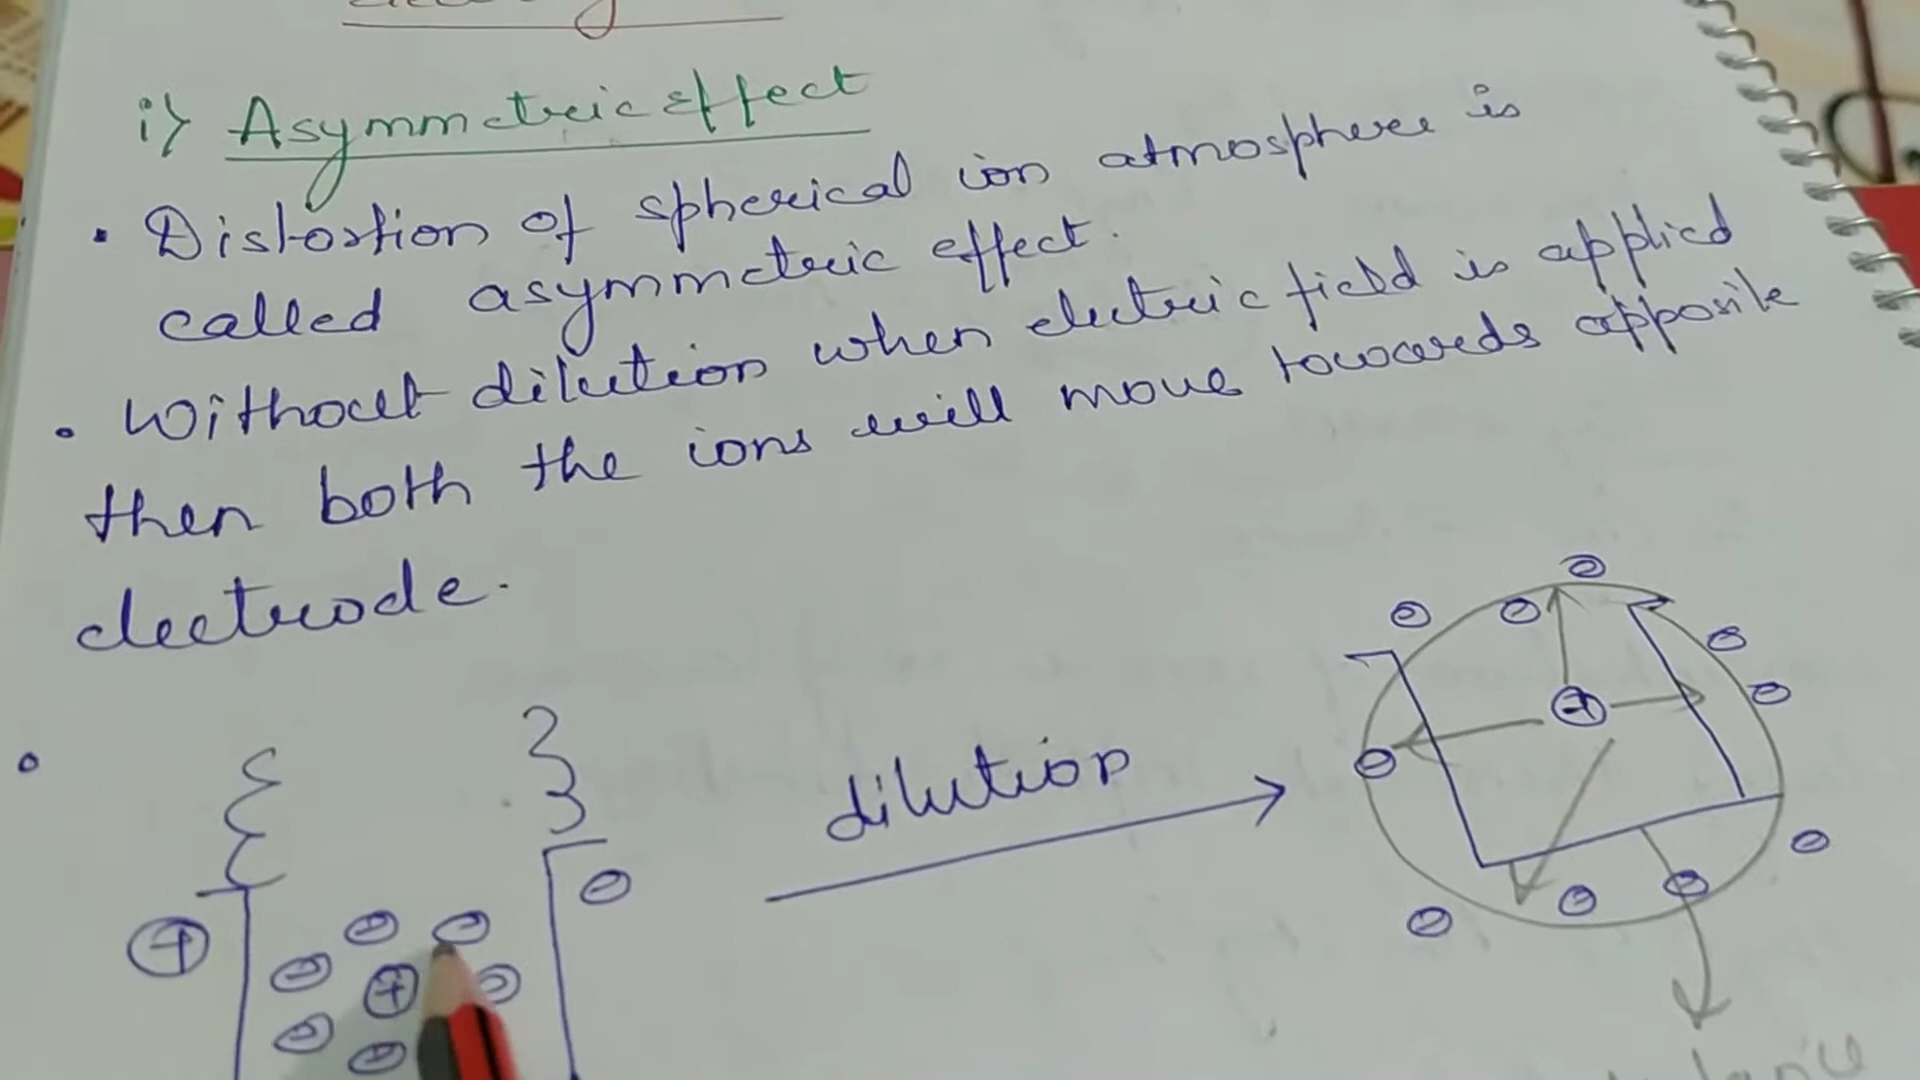 i) Asymmetric effect
• Distortion of spherical ion atmosphere is
called asymmetric effect.
• without dilution when electric field is applied
then both the ions will move towards opposite
electrode.
dilution